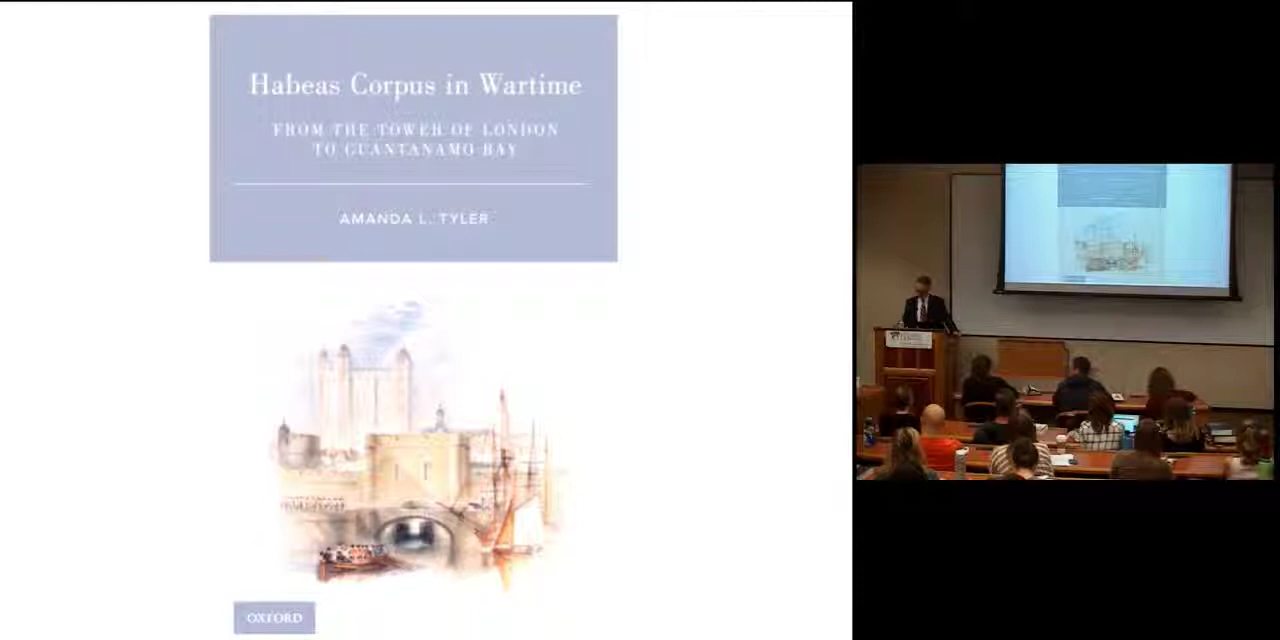 Habeas Corpus in Wartime
FROM THE TOWER OF LONDON
TO GUANTANAMO BAY
AMANDA L. TYLER
OXFORD